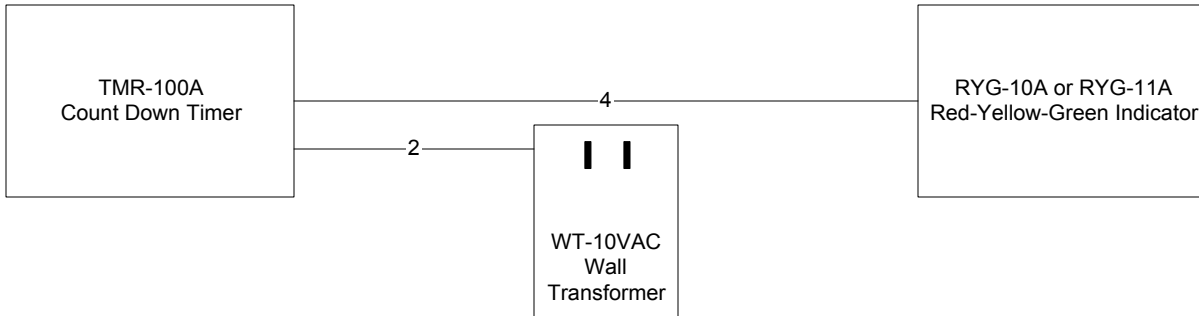 TMR-100A
Count Down Timer
4
RYG-10A or RYG-11A
Red-Yellow-Green Indicator
2
WT-10VAC
Wall
Transformer